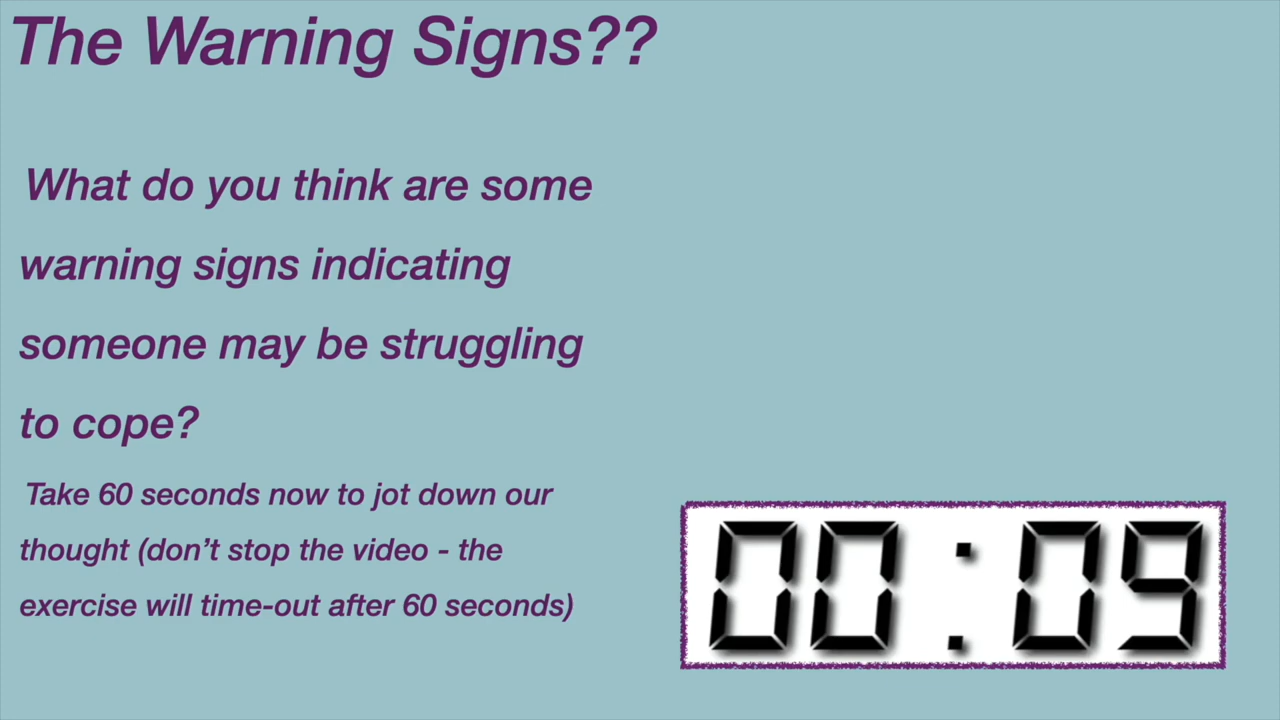 The Warning Signs??
What do you think are some
warning signs indicating
someone may be struggling
to cope?
Take 60 seconds now to jot down our
thought (don’t stop the video - the
exercise will time-out after 60 seconds)
00:09